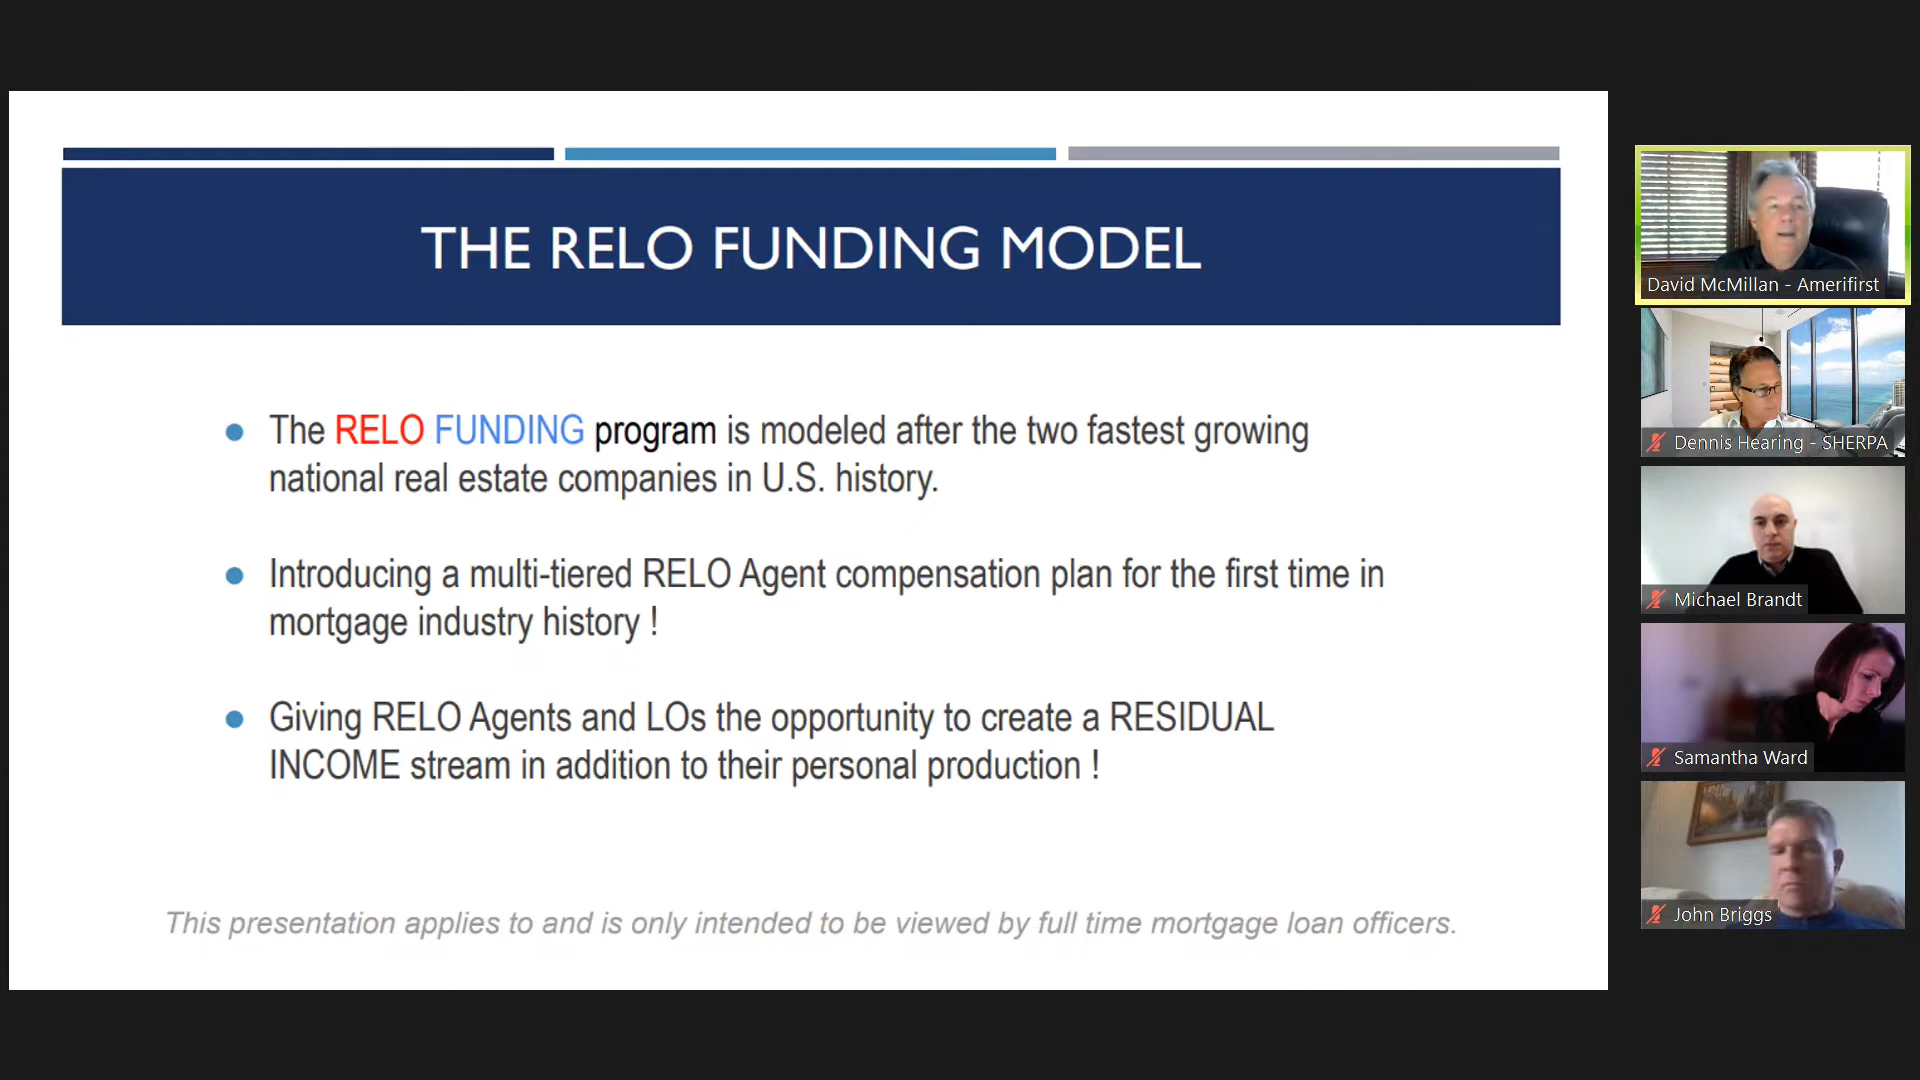 THE RELO FUNDING MODEL
The RELO FUNDING program is modeled after the two fastest growing
national real estate companies in U.S. history.
Introducing a multi-tiered RELO Agent compensation plan for the first time in
mortgage industry history !
Giving RELO Agents and LOs the opportunity to create a RESIDUAL
INCOME stream in addition to their personal production !
This presentation applies to and is only intended to be viewed by full time mortgage loan officers.
David McMillan - Amerifirst
Dennis Hearing - SHERPA
Michael Brandt
Samantha Ward
John Briggs